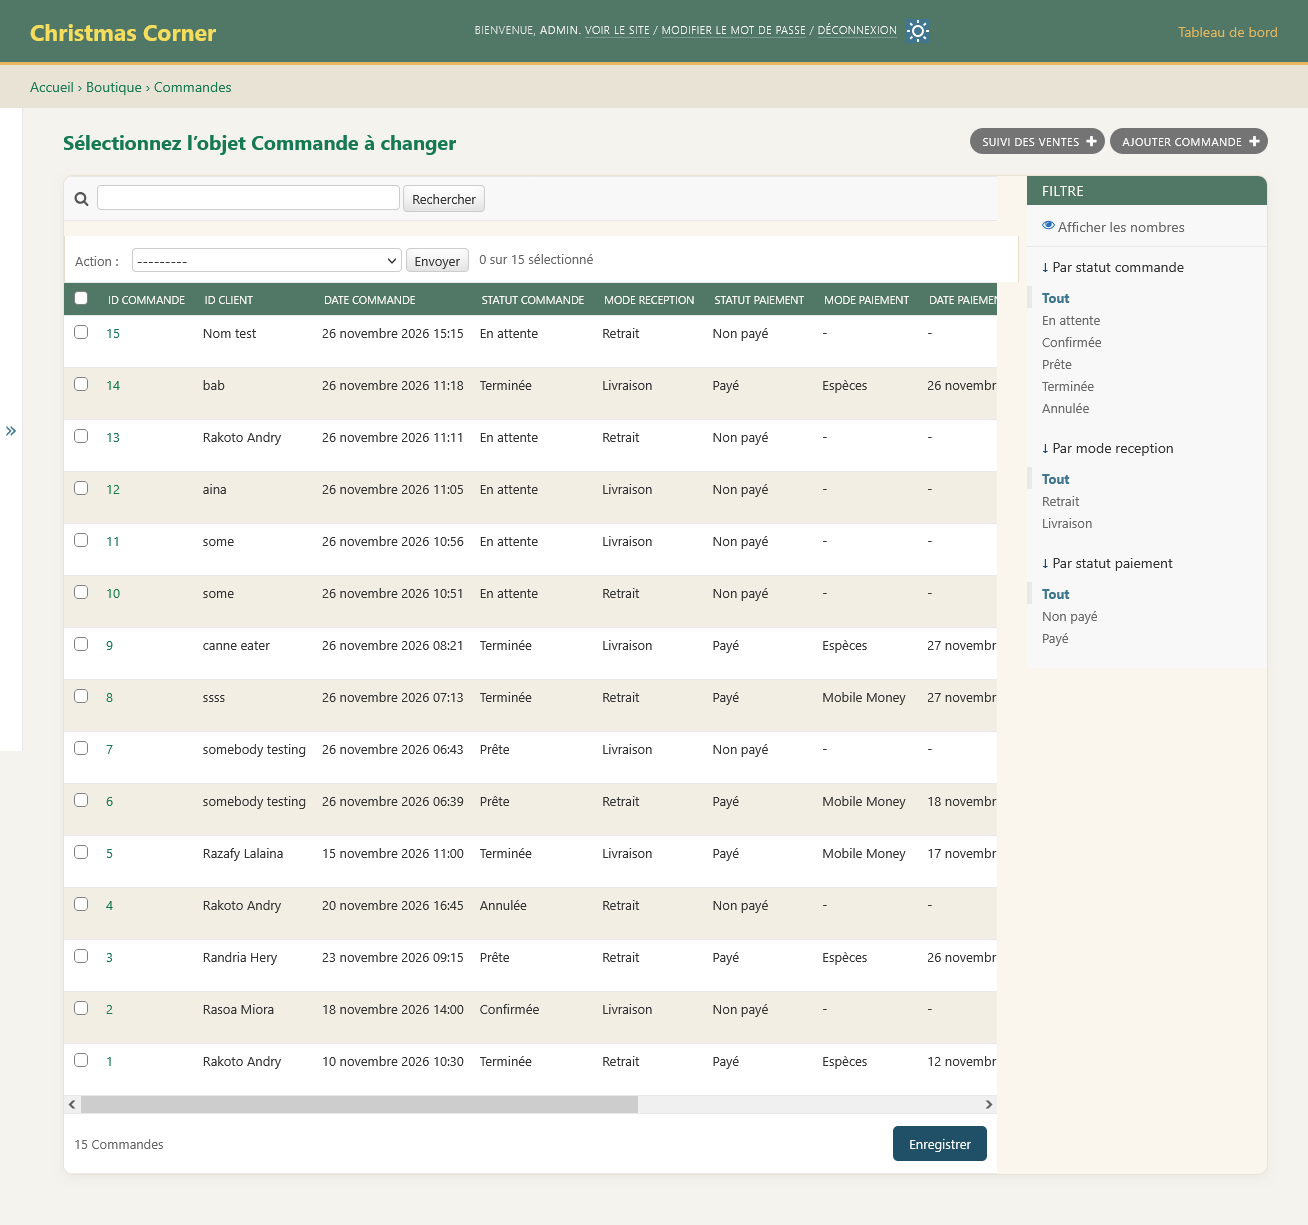 Christmas Corner
BIENVENUE, ADMIN. VOIR LE SITE / MODIFIER LE MOT DE PASSE / DÉCONNEXION
Tableau de bord
Accueil › Boutique › Commandes
Sélectionnez l’objet Commande à changer
SUIVI DES VENTES
AJOUTER COMMANDE
Rechercher
Action : --------- Envoyer 0 sur 15 sélectionné
ID COMMANDE ID CLIENT DATE COMMANDE STATUT COMMANDE MODE RECEPTION STATUT PAIEMENT MODE PAIEMENT DATE PAIEMEN
15 Nom test 26 novembre 2026 15:15 En attente Retrait Non payé - -
14 bab 26 novembre 2026 11:18 Terminée Livraison Payé Espèces 26 novembr
13 Rakoto Andry 26 novembre 2026 11:11 En attente Retrait Non payé - -
12 aina 26 novembre 2026 11:05 En attente Livraison Non payé - -
11 some 26 novembre 2026 10:56 En attente Livraison Non payé - -
10 some 26 novembre 2026 10:51 En attente Retrait Non payé - -
9 canne eater 26 novembre 2026 08:21 Terminée Livraison Payé Espèces 27 novembr
8 ssss 26 novembre 2026 07:13 Terminée Retrait Payé Mobile Money 27 novembr
7 somebody testing 26 novembre 2026 06:43 Prête Livraison Non payé - -
6 somebody testing 26 novembre 2026 06:39 Prête Retrait Payé Mobile Money 18 novembr
5 Razafy Lalaina 15 novembre 2026 11:00 Terminée Livraison Payé Mobile Money 17 novembr
4 Rakoto Andry 20 novembre 2026 16:45 Annulée Retrait Non payé - -
3 Randria Hery 23 novembre 2026 09:15 Prête Retrait Payé Espèces 26 novembr
2 Rasoa Miora 18 novembre 2026 14:00 Confirmée Livraison Non payé - -
1 Rakoto Andry 10 novembre 2026 10:30 Terminée Retrait Payé Espèces 12 novembr
15 Commandes
Enregistrer
FILTRE
Afficher les nombres
↓ Par statut commande
Tout
En attente
Confirmée
Prête
Terminée
Annulée
↓ Par mode reception
Tout
Retrait
Livraison
↓ Par statut paiement
Tout
Non payé
Payé